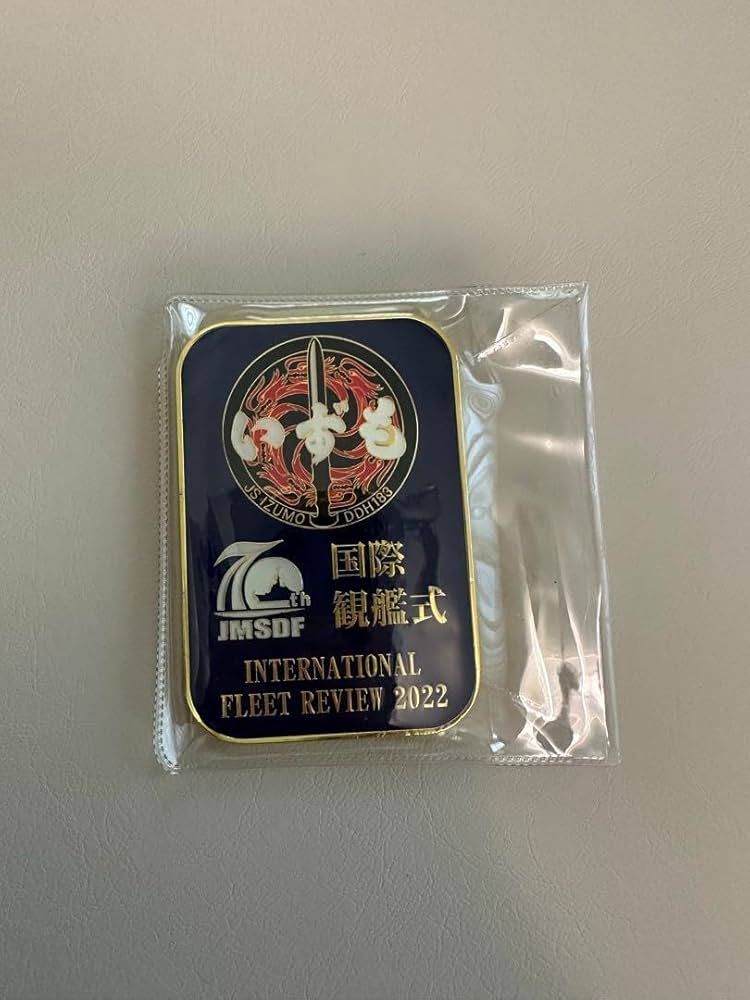 いずも
JS IZUMO DDH183
70th
JMSDF
国際
観艦式
INTERNATIONAL
FLEET REVIEW 2022